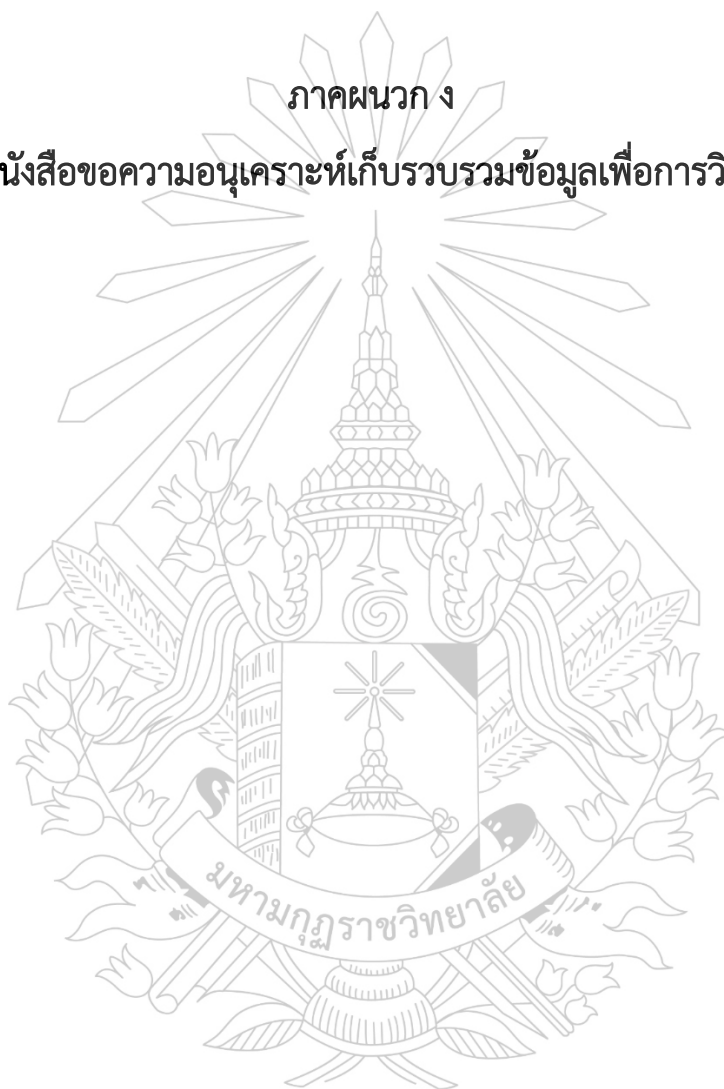 ภาคผนวก ง
นังสือขอความอนุเคราะห์เก็บรวบรวมข้อมูลเพื่อการวิ
มหามกุฏราชวิทยาลัย